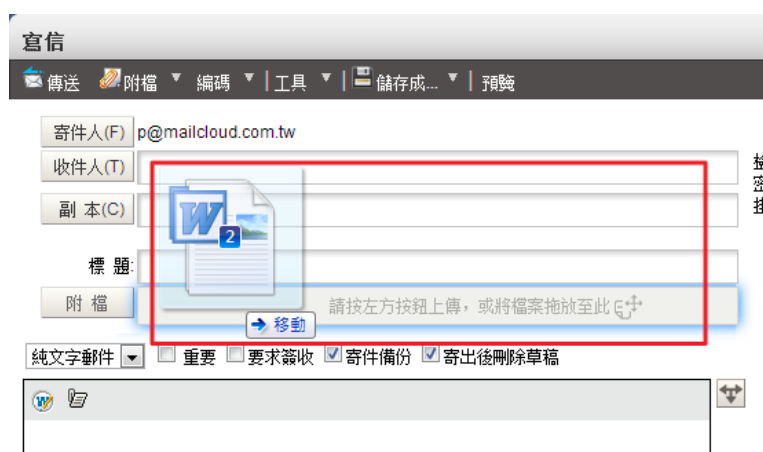 寫信
傳送 附檔 編碼 工具 儲存成... 預覽
寄件人(F) p@mailcloud.com.tw
收件人(T)
副 本(C)
W
2
標 題:
附 檔 請按左方按鈕上傳，或將檔案拖放至此
移動
純文字郵件 重要 要求簽收 寄件備份 寄出後刪除草稿